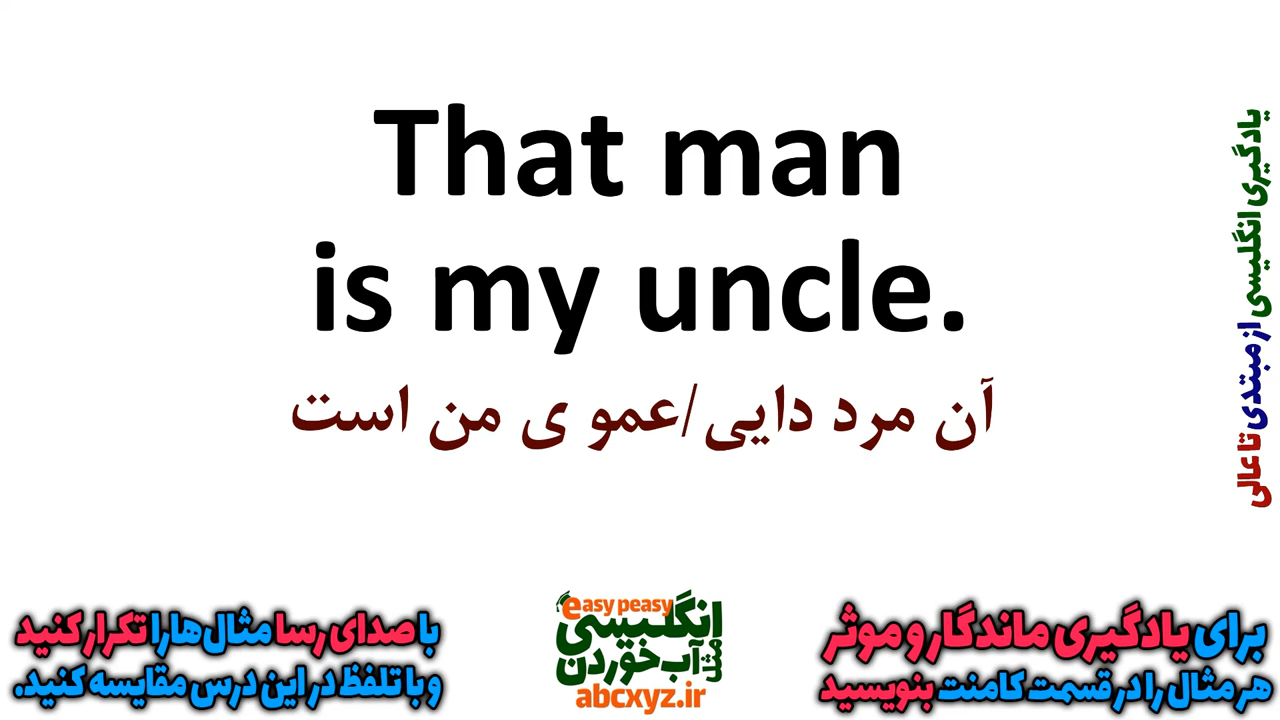 That man
is my uncle.
آن مرد دایی/عمو ی من است
یادگیری انگلیسی از مبتدی تا عالی
برای یادگیری ماندگار و موثر
هر مثال را در قسمت کامنت بنویسید
easy peasy
انگلیسی
مثل آب خوردن
abcxyz.ir
با صدای رسا مثال‌ها را تکرار کنید
و با تلفظ در این درس مقایسه کنید.